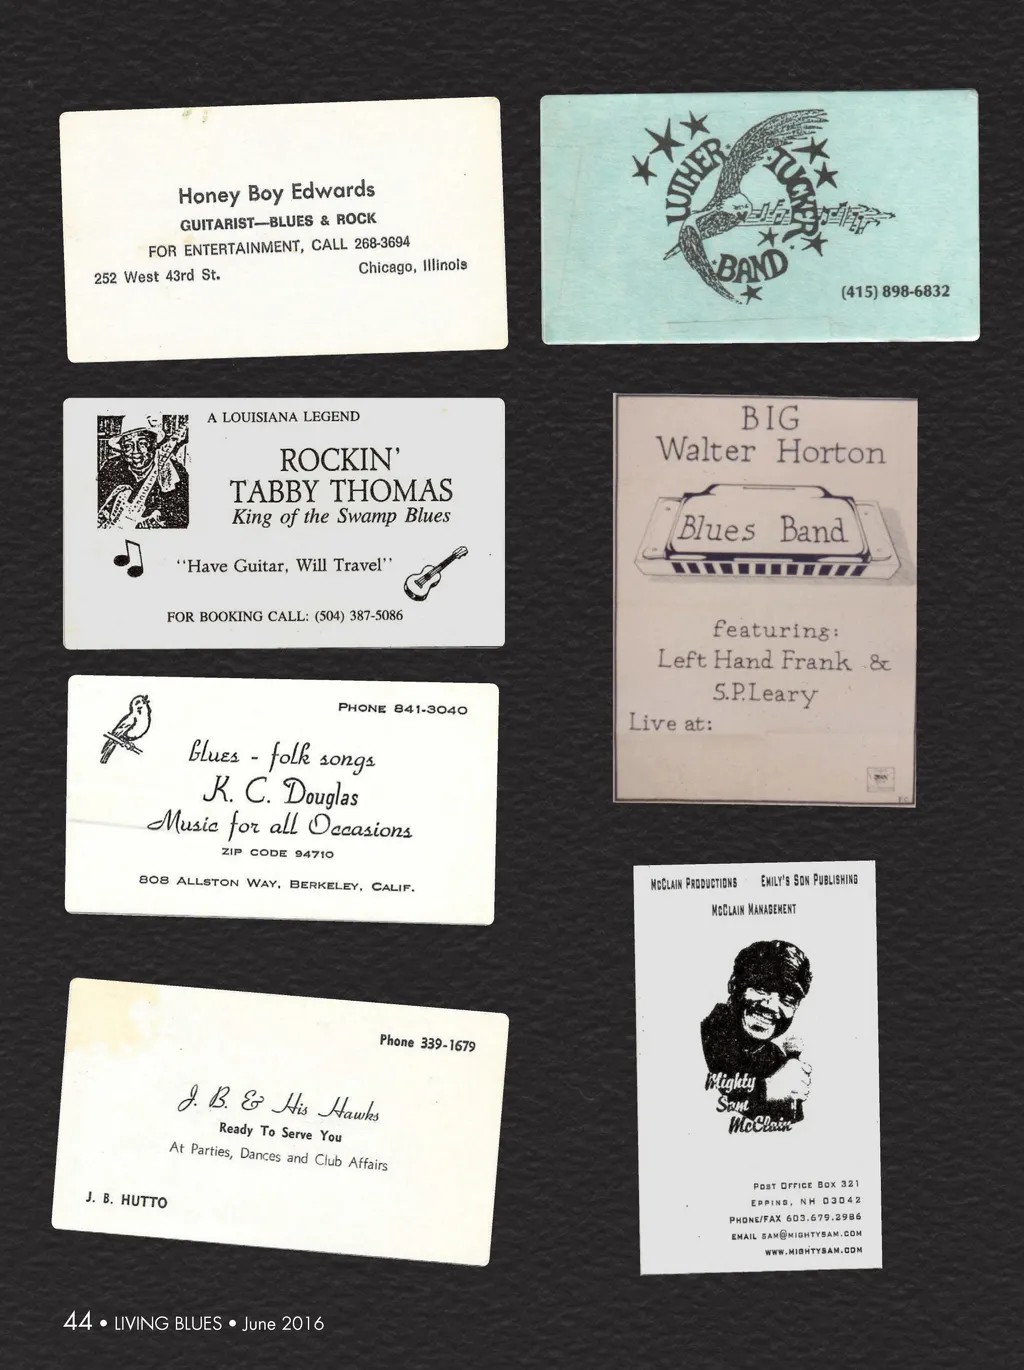 Honey Boy Edwards
GUITARIST—BLUES & ROCK
FOR ENTERTAINMENT, CALL 268-3694
252 West 43rd St. Chicago, Illinois
LUTHER TUCKER
BAND
(415) 898-6832
A LOUISIANA LEGEND
ROCKIN'
TABBY THOMAS
King of the Swamp Blues
"Have Guitar, Will Travel"
FOR BOOKING CALL: (504) 387-5086
BIG
Walter Horton
Blues Band
featuring:
Left Hand Frank &
S.P. Leary
Live at:
PHONE 841-3040
Blues - folk songs
K. C. Douglas
Music for all Occasions
ZIP CODE 94710
808 ALLSTON WAY, BERKELEY, CALIF.
McCLAIN PRODUCTIONS EMILY'S SON PUBLISHING
McCLAIN MANAGEMENT
Mighty
Sam
McClain
POST OFFICE BOX 321
EPPING, NH 03042
PHONE/FAX 603.679.2986
EMAIL SAM@MIGHTYSAM.COM
WWW.MIGHTYSAM.COM
Phone 339-1679
J. B. & His Hawks
Ready To Serve You
At Parties, Dances and Club Affairs
J. B. HUTTO
44 • LIVING BLUES • June 2016